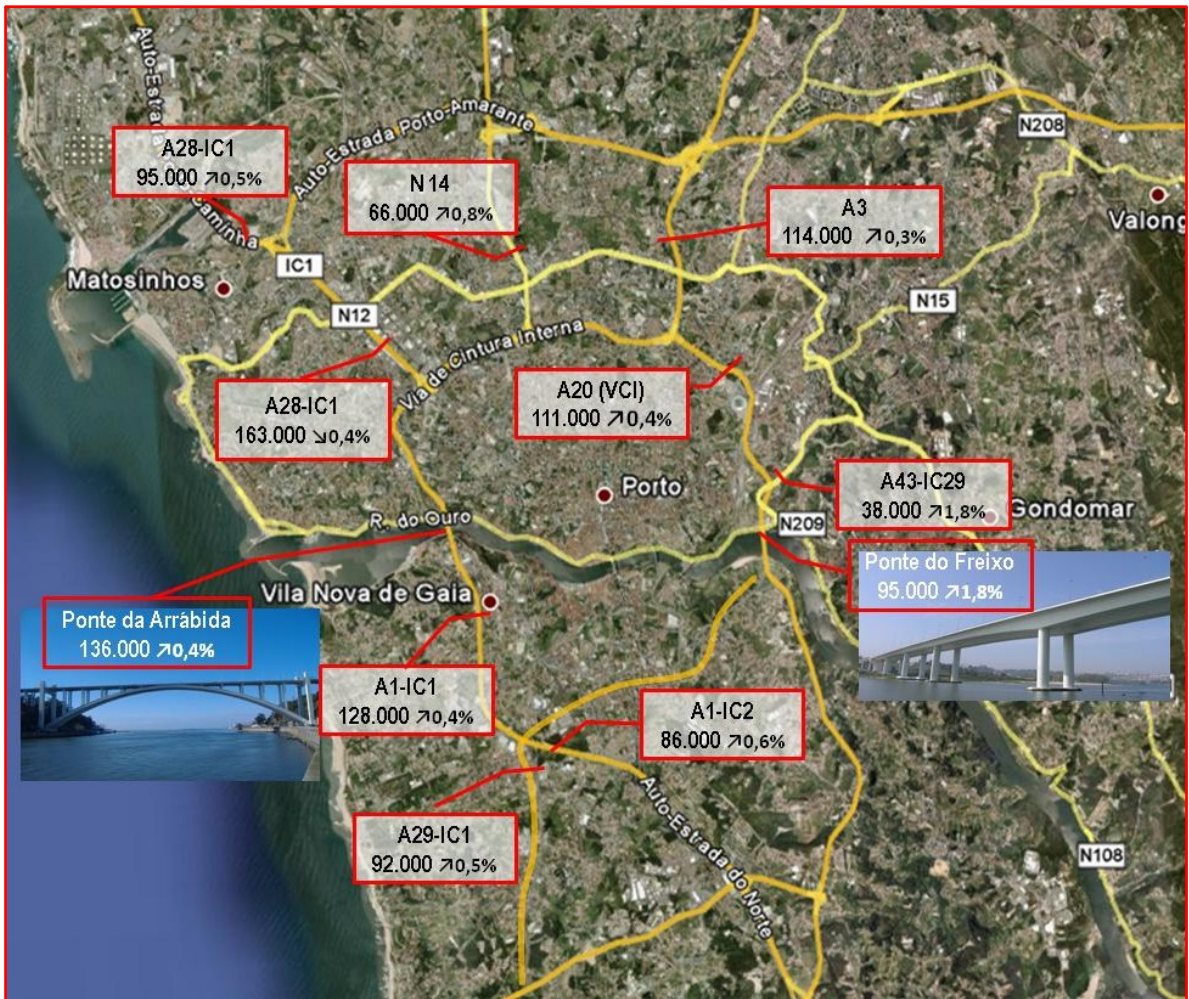 Auto-Estrada
Caminha
Auto-Estrada Porto-Amarante
A28-IC1
95.000 ↗0,5%
N 14
66.000 ↗0,8%
A3
114.000 ↗0,3%
N208
Valong
Matosinhos
IC1
N12
N15
Via de Cintura Interna
A28-IC1
163.000 ↘0,4%
A20 (VCI)
111.000 ↗0,4%
Porto
A43-IC29
38.000 ↗1,8%
Gondomar
R. do Ouro
N209
Ponte do Freixo
95.000 ↗1,8%
Vila Nova de Gaia
Ponte da Arrábida
136.000 ↗0,4%
A1-IC1
128.000 ↗0,4%
A1-IC2
86.000 ↗0,6%
A29-IC1
92.000 ↗0,5%
Auto-Estrada do Norte
N108